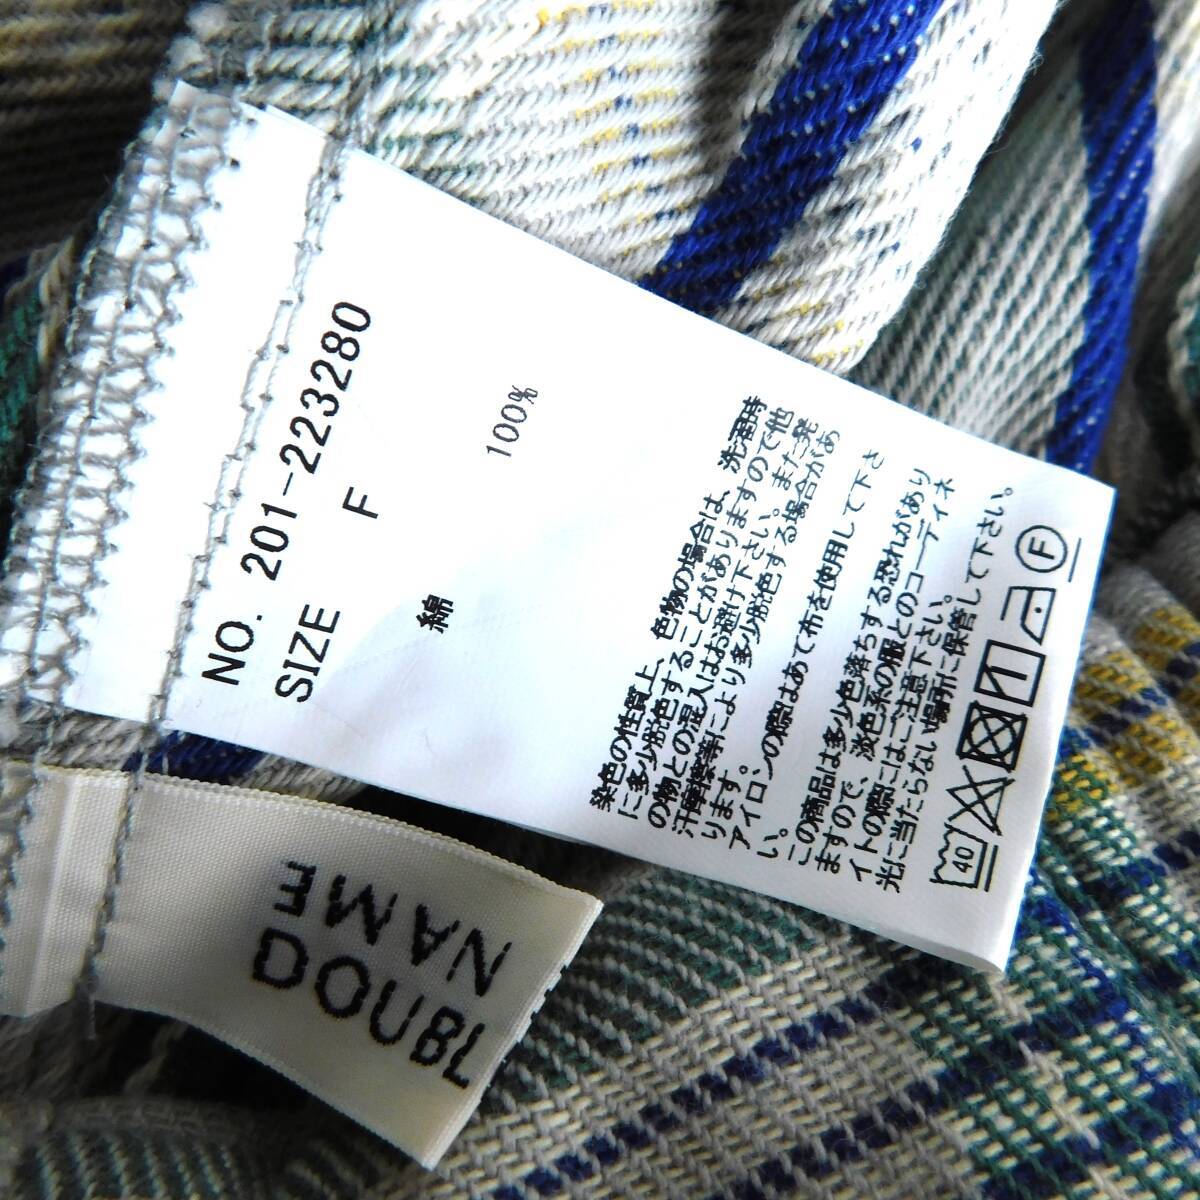 NO. 201-223280
SIZE F
綿 100%
染色の性質上、色物の場合は、洗濯時
に多少移染することがありますので他
の物との混入はお避け下さい。また発
汗摩擦等により多少移染する場合があ
ります。
アイロンの際はあて布を使用して下さ
い。
この商品は多少色落ちする恐れがあり
ますので、淡色系の服とのコーディネ
イトの際にはご注意下さい。
光に当たらない場所に保管して下さい。
40 F
DOUBL
NAME